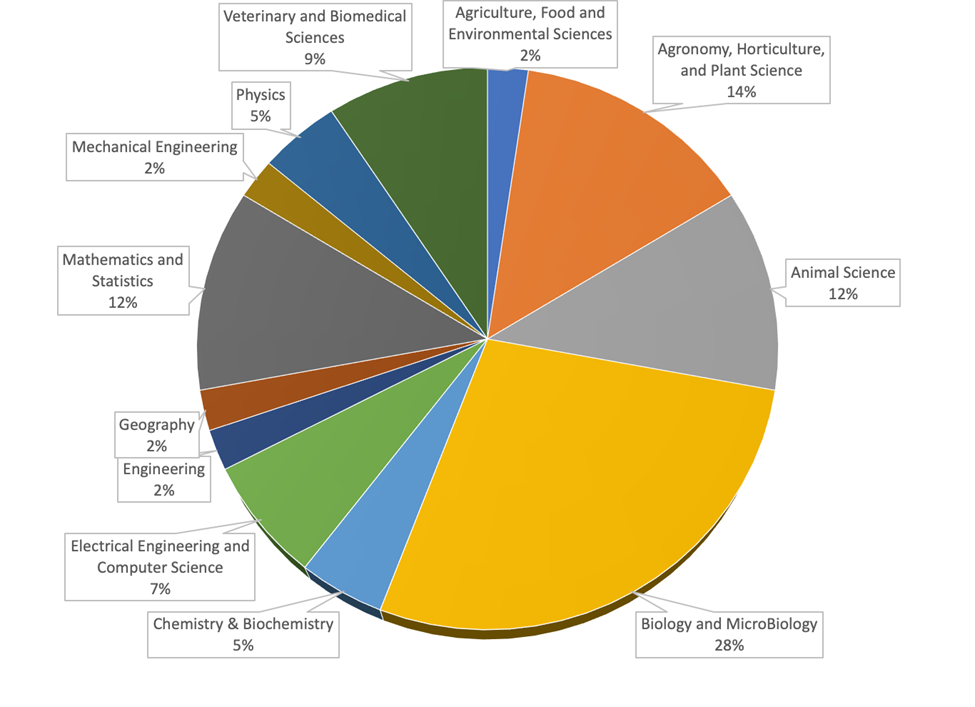 Agriculture, Food and
Environmental Sciences
2%
Agronomy, Horticulture,
and Plant Science
14%
Animal Science
12%
Biology and MicroBiology
28%
Chemistry & Biochemistry
5%
Electrical Engineering and
Computer Science
7%
Engineering
2%
Geography
2%
Mathematics and
Statistics
12%
Mechanical Engineering
2%
Physics
5%
Veterinary and Biomedical
Sciences
9%